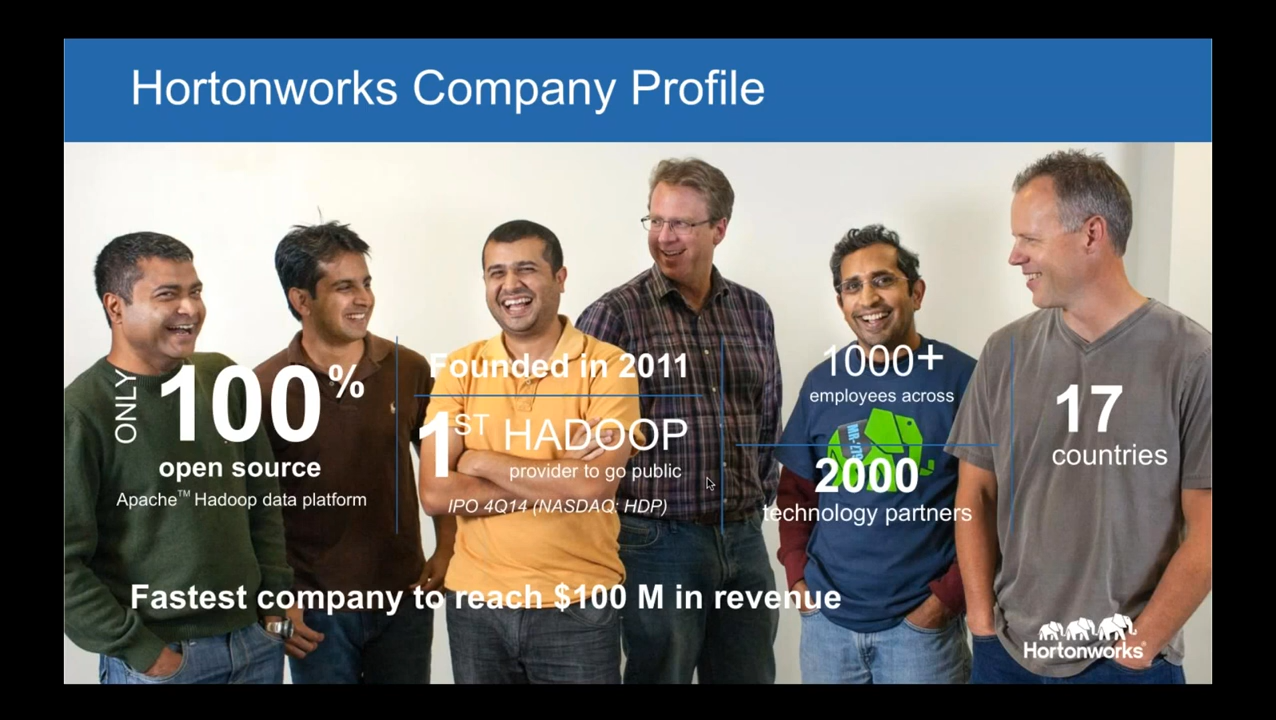 Hortonworks Company Profile
ONLY
100%
open source
Apache™ Hadoop data platform
Founded in 2011
1ST HADOOP
provider to go public
IPO 4Q14 (NASDAQ: HDP)
1000+
employees across
2000
technology partners
17
countries
Fastest company to reach $100 M in revenue
Hortonworks